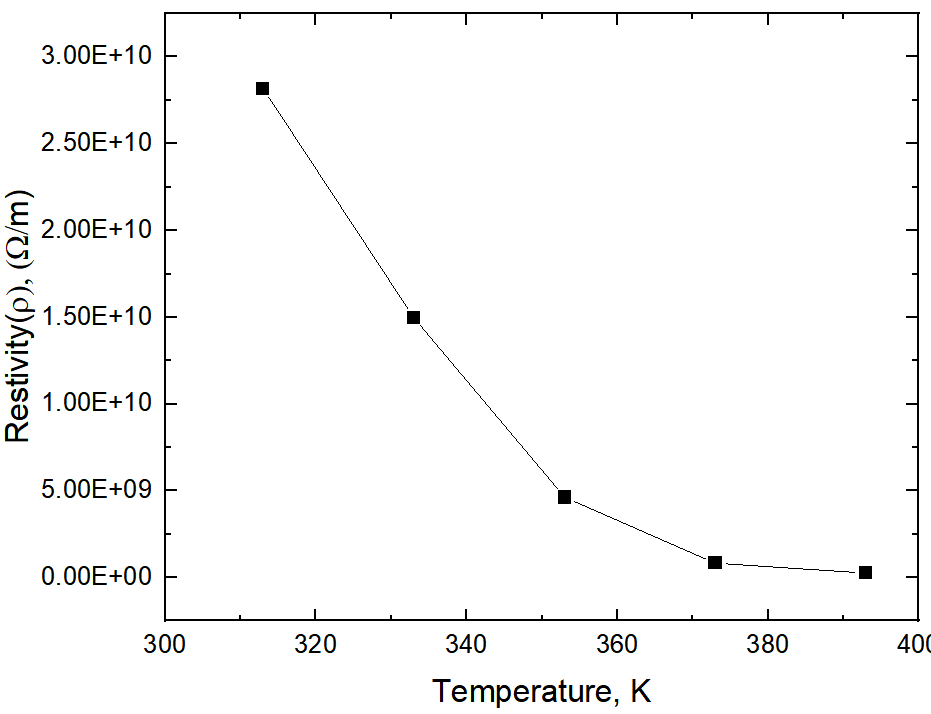 3.00E+10
2.50E+10
2.00E+10
1.50E+10
1.00E+10
5.00E+09
0.00E+00
Restivity(ρ), (Ω/m)
300 320 340 360 380 400
Temperature, K